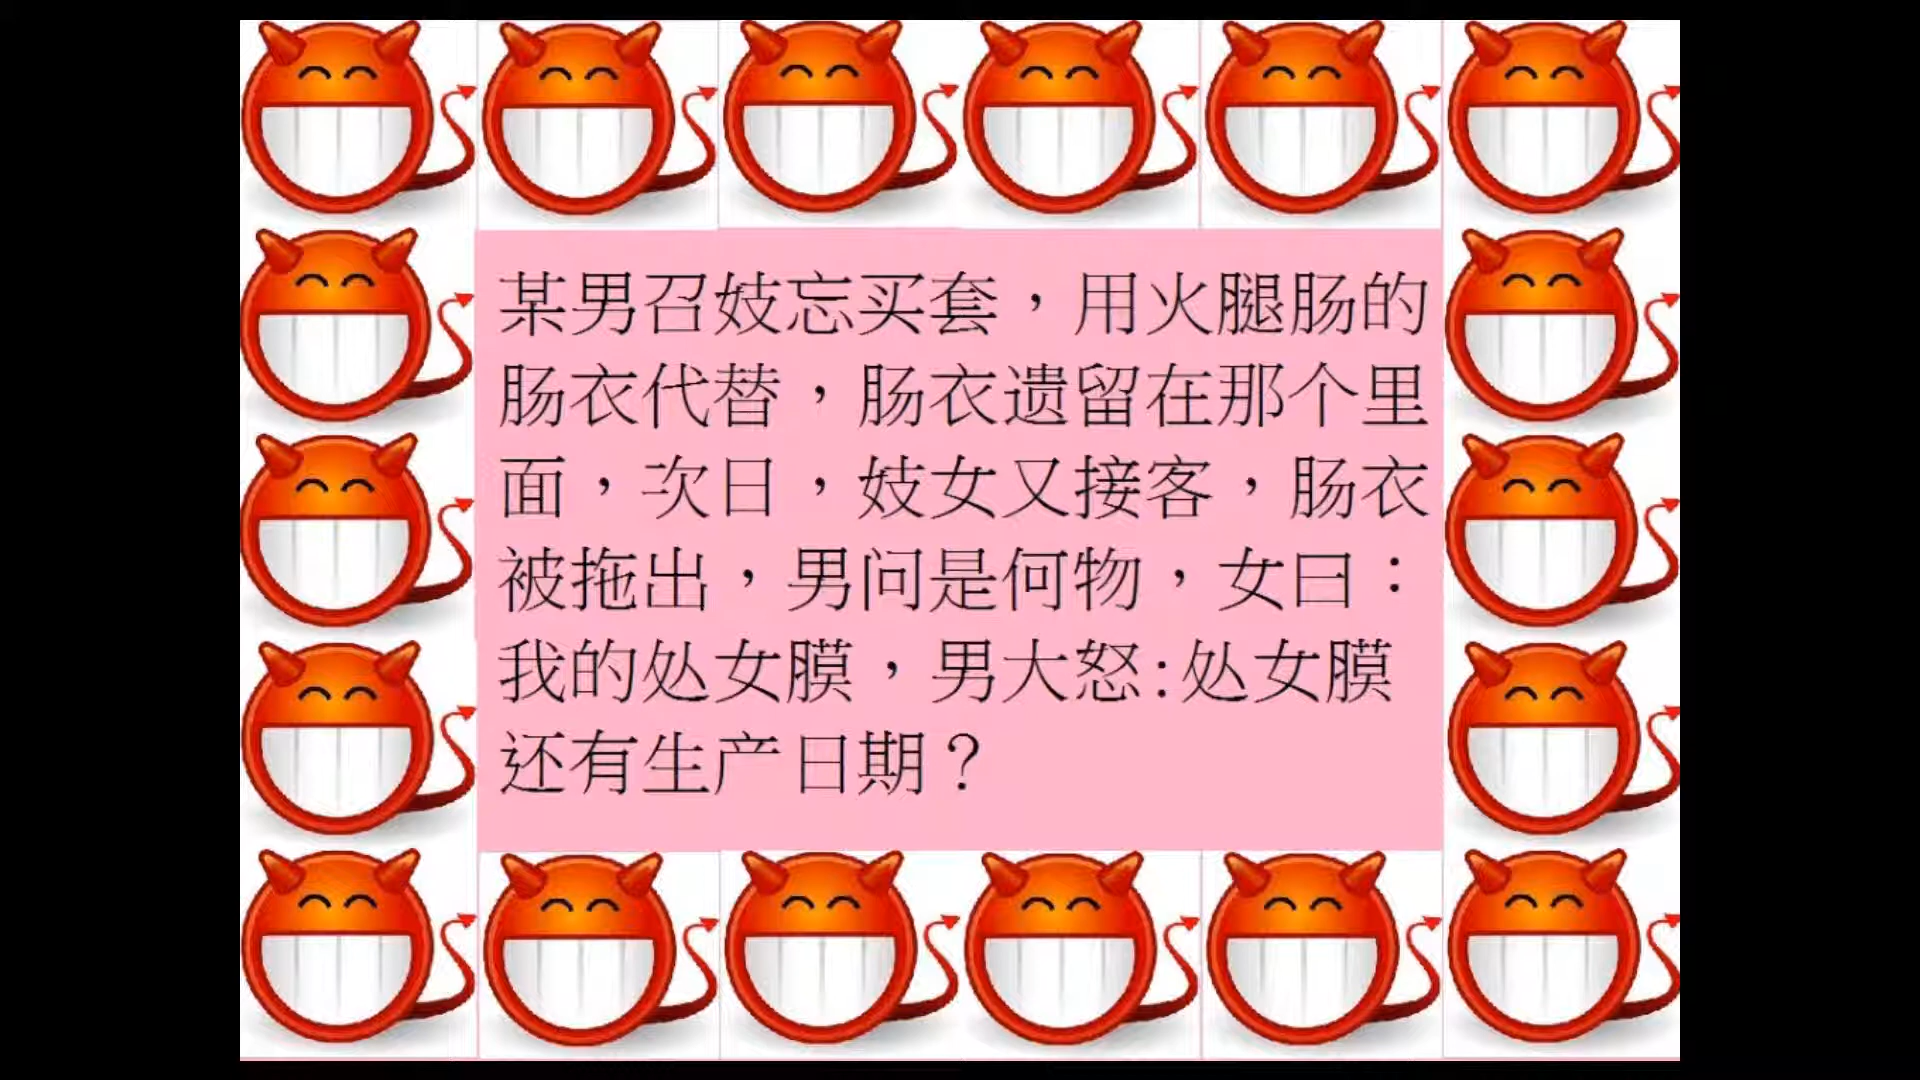 某男召妓忘买套，用火腿肠的
肠衣代替，肠衣遗留在那个里
面，次日，妓女又接客，肠衣
被拖出，男问是何物，女曰：
我的处女膜，男大怒:处女膜
还有生产日期？